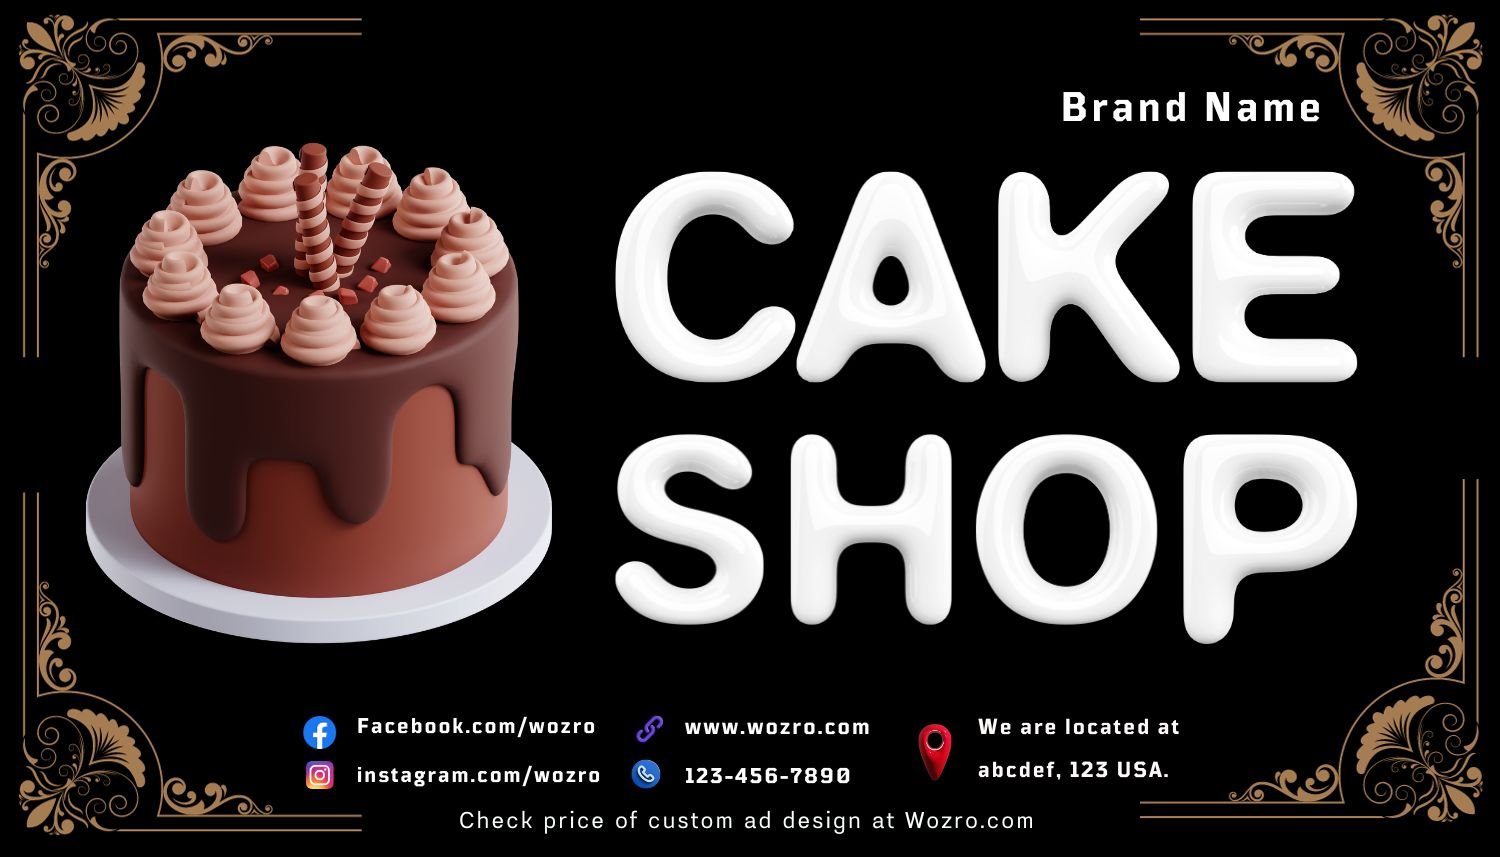 Brand Name
CAKE
SHOP
Facebook.com/wozro
instagram.com/wozro
www.wozro.com
123-456-7890
We are located at
abcdef, 123 USA.
Check price of custom ad design at Wozro.com